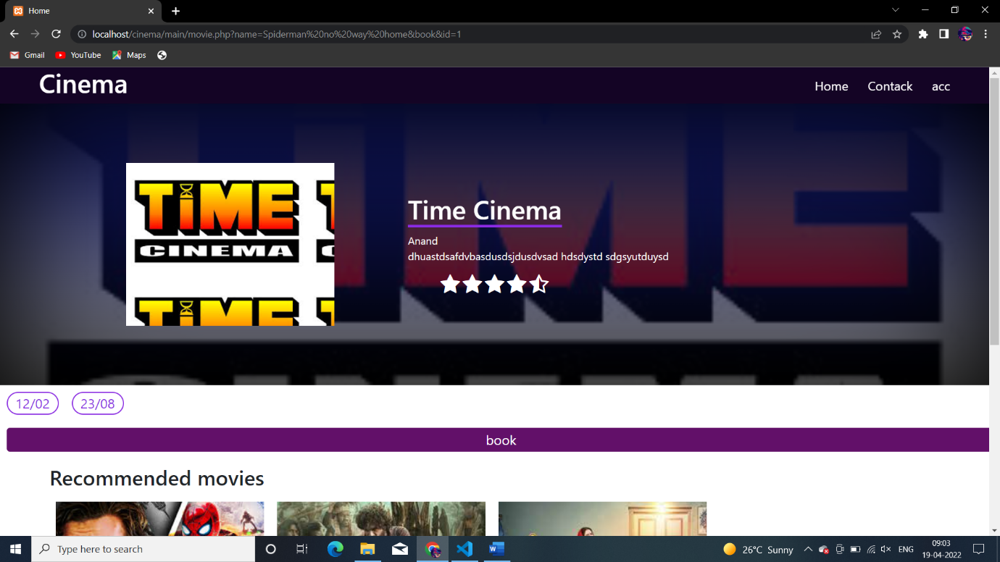 Home
localhost/cinema/main/movie.php?name=Spiderman%20no%20way%20home&book&id=1
Gmail YouTube Maps
Cinema Home Contack acc
TiME TiME
CINEMA
Time Cinema
Anand
dhuastdsafdvbasdusdsjdusdvsad hdsdystd sdgsyutduysd
TiME
12/02 23/08
book
Recommended movies
Type here to search 26°C Sunny ENG 09:03
19-04-2022